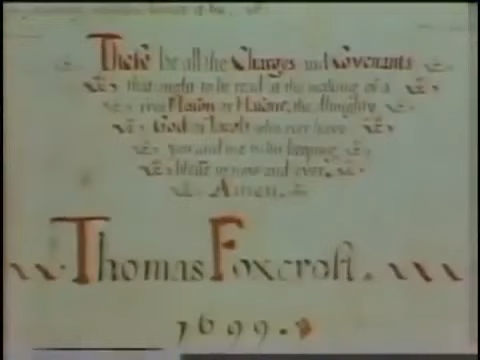 These be all the Charges and Covenants
that ought to be read at the making of a
Mason or Masons, the Almighty
God of Jacob who ever have
you and me in his keeping
bless us now and ever.
Amen.
Thomas Foxcroft.
1699.